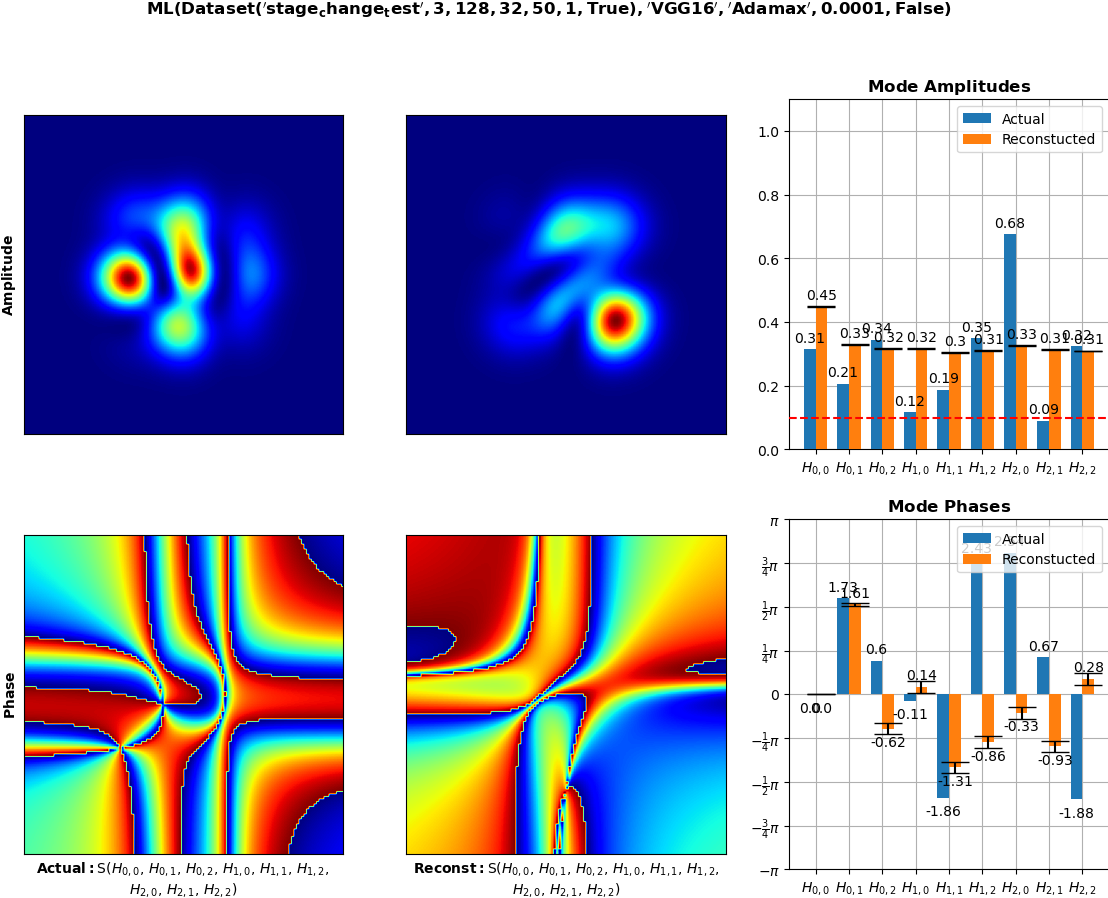 ML(Dataset('stage_change_test', 3, 128, 32, 50, 1, True), 'VGG16', 'Adamax', 0.0001, False)
Amplitude
Mode Amplitudes
Actual
Reconstucted
1.0
0.8
0.6
0.4
0.2
0.0
0.31 0.21 0.34 0.12 0.19 0.35 0.68 0.09 0.32
0.45 0.33 0.32 0.32 0.3 0.31 0.33 0.31 0.31
H0,0 H0,1 H0,2 H1,0 H1,1 H1,2 H2,0 H2,1 H2,2
Phase
Actual: S(H0,0, H0,1, H0,2, H1,0, H1,1, H1,2,
H2,0, H2,1, H2,2)
Reconst: S(H0,0, H0,1, H0,2, H1,0, H1,1, H1,2,
H2,0, H2,1, H2,2)
Mode Phases
Actual
Reconstucted
π
3/4π
1/2π
1/4π
0
−1/4π
−1/2π
−3/4π
−π
0.0 1.73 0.6 -0.11 -1.86 2.43 0.67 -1.88
0.0 1.61 -0.62 0.14 -1.31 -0.86 -0.33 -0.93 0.28
H0,0 H0,1 H0,2 H1,0 H1,1 H1,2 H2,0 H2,1 H2,2